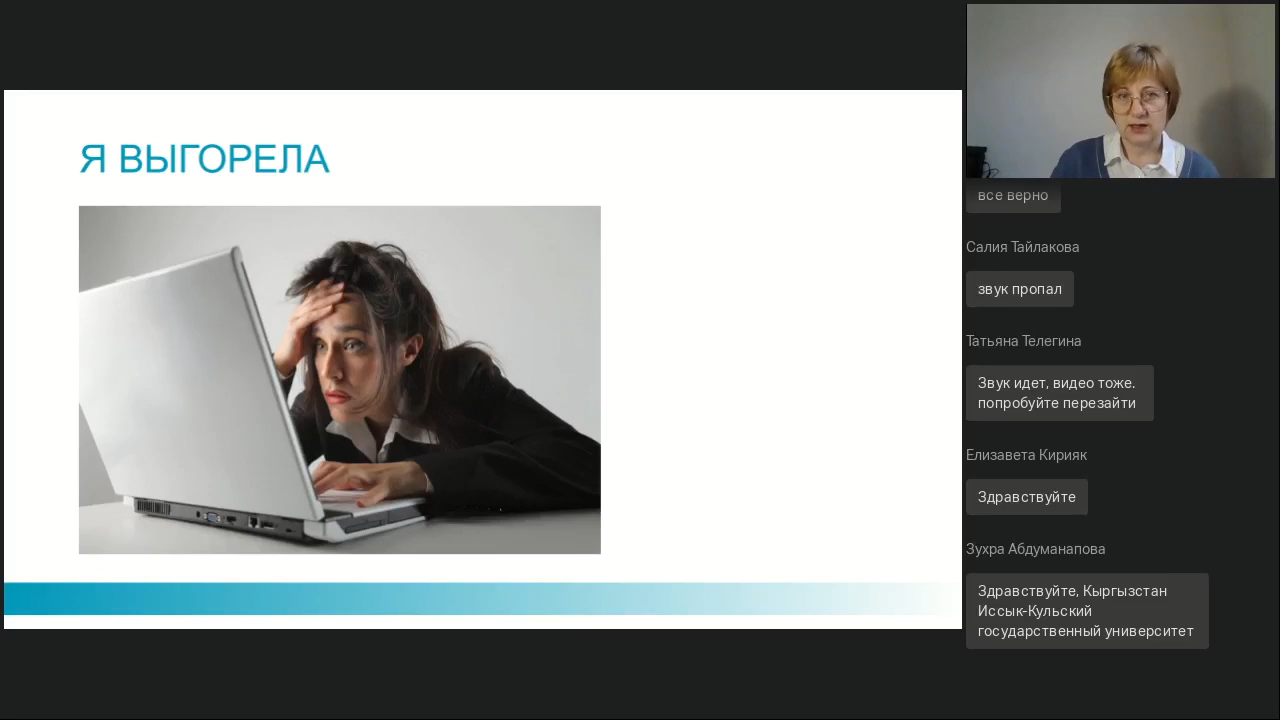 Я ВЫГОРЕЛА
все верно
Салия Тайлакова
звук пропал
Татьяна Телегина
Звук идет, видео тоже.
попробуйте перезайти
Елизавета Кирияк
Здравствуйте
Зухра Абдуманапова
Здравствуйте, Кыргызстан
Иссык-Кульский
государственный университет